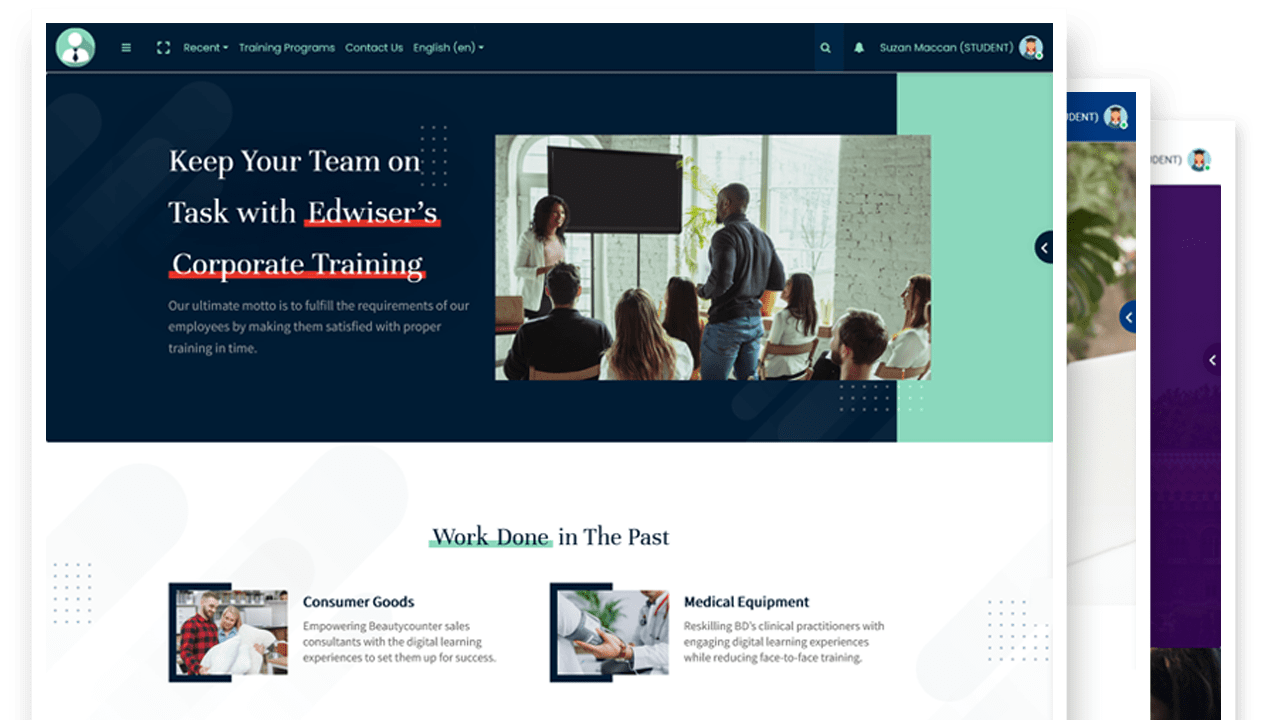 Recent Training Programs Contact Us English (en) Suzan Maccan (STUDENT)
Keep Your Team on
Task with Edwiser's
Corporate Training
Our ultimate motto is to fulfill the requirements of our
employees by making them satisfied with proper
training in time.
Work Done in The Past
Consumer Goods
Empowering Beautycounter sales
consultants with the digital learning
experiences to set them up for success.
Medical Equipment
Reskilling BD's clinical practitioners with
engaging digital learning experiences
while reducing face-to-face training.
UDENT)
DENT)